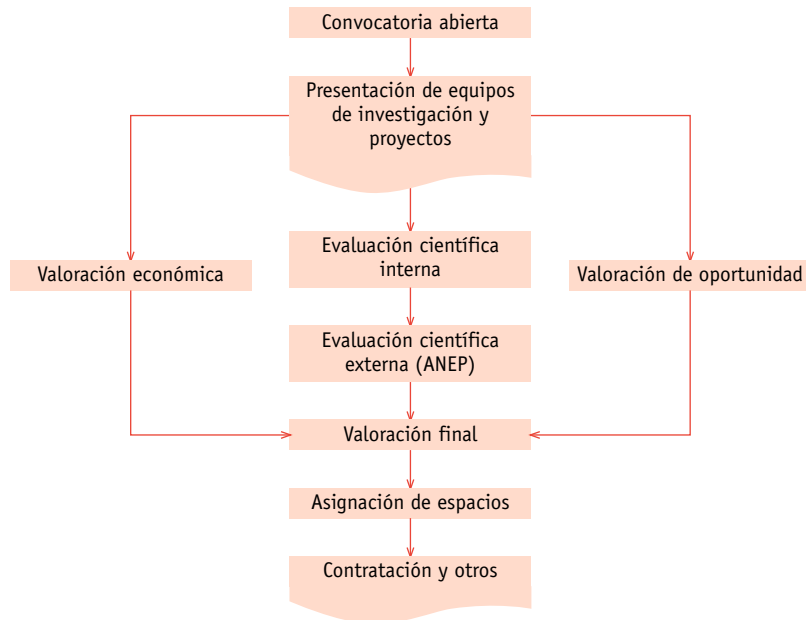 Convocatoria abierta
Presentación de equipos
de investigación y
proyectos
Evaluación científica
interna
Valoración económica
Valoración de oportunidad
Evaluación científica
externa (ANEP)
Valoración final
Asignación de espacios
Contratación y otros